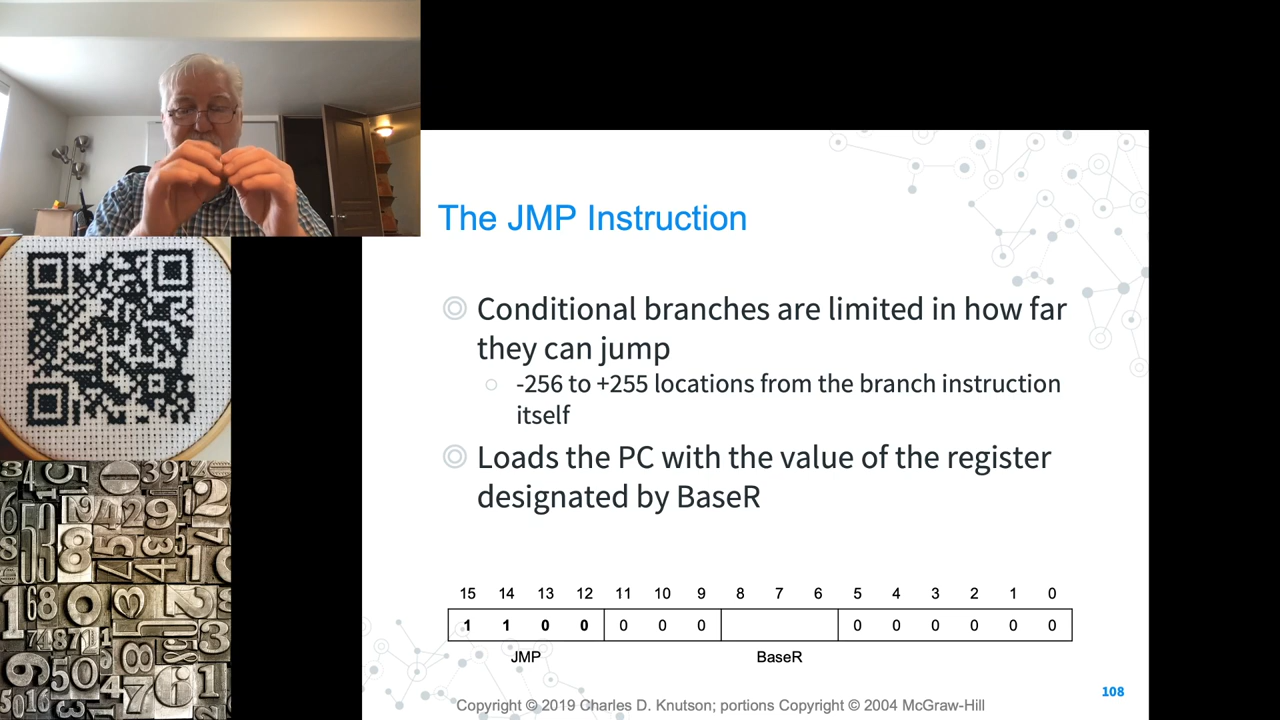 The JMP Instruction
Conditional branches are limited in how far
they can jump
-256 to +255 locations from the branch instruction
itself
Loads the PC with the value of the register
designated by BaseR
15 14 13 12 11 10 9 8 7 6 5 4 3 2 1 0
1 1 0 0 0 0 0 0 0 0 0 0 0
JMP BaseR
108
Copyright © 2019 Charles D. Knutson; portions Copyright © 2004 McGraw-Hill